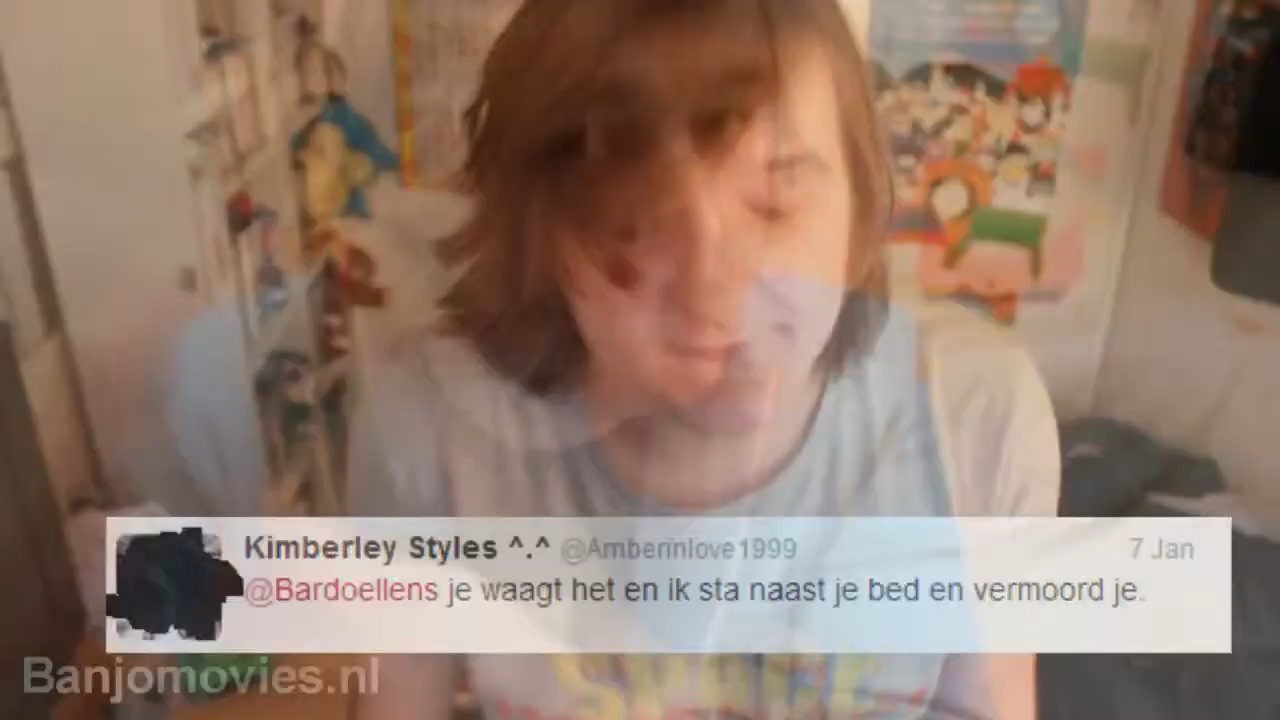 Kimberley Styles ^.^ @Amberinlove1999 7 Jan
@Bardoellens je waagt het en ik sta naast je bed en vermoord je.
Banjomovies.nl